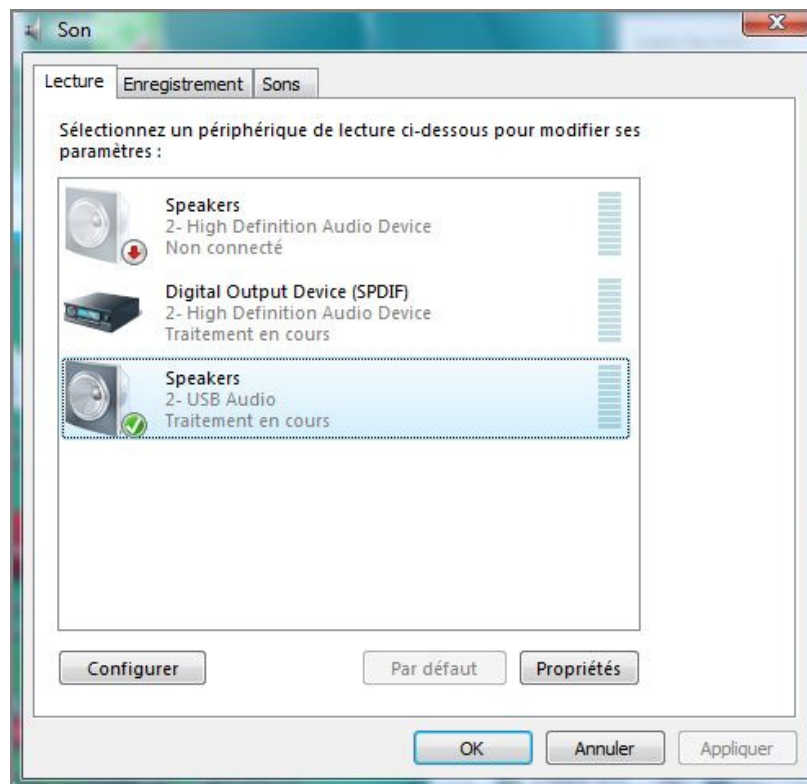 Son
Lecture
Enregistrement
Sons
Sélectionnez un périphérique de lecture ci-dessous pour modifier ses
paramètres :
Speakers
2- High Definition Audio Device
Non connecté
Digital Output Device (SPDIF)
2- High Definition Audio Device
Traitement en cours
Speakers
2- USB Audio
Traitement en cours
Configurer
Par défaut
Propriétés
OK
Annuler
Appliquer